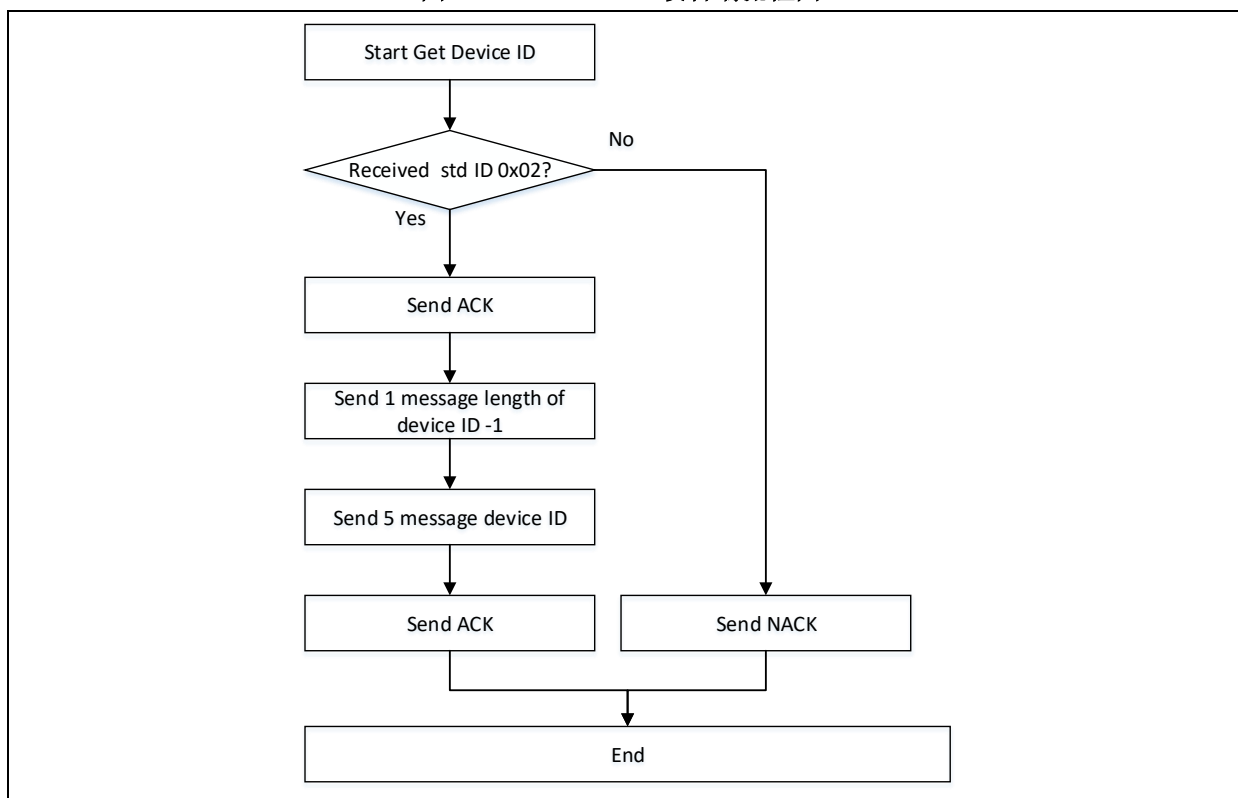 Start Get Device ID
No
Received std ID 0x02?
Yes
Send ACK
Send 1 message length of
device ID -1
Send 5 message device ID
Send ACK
Send NACK
End